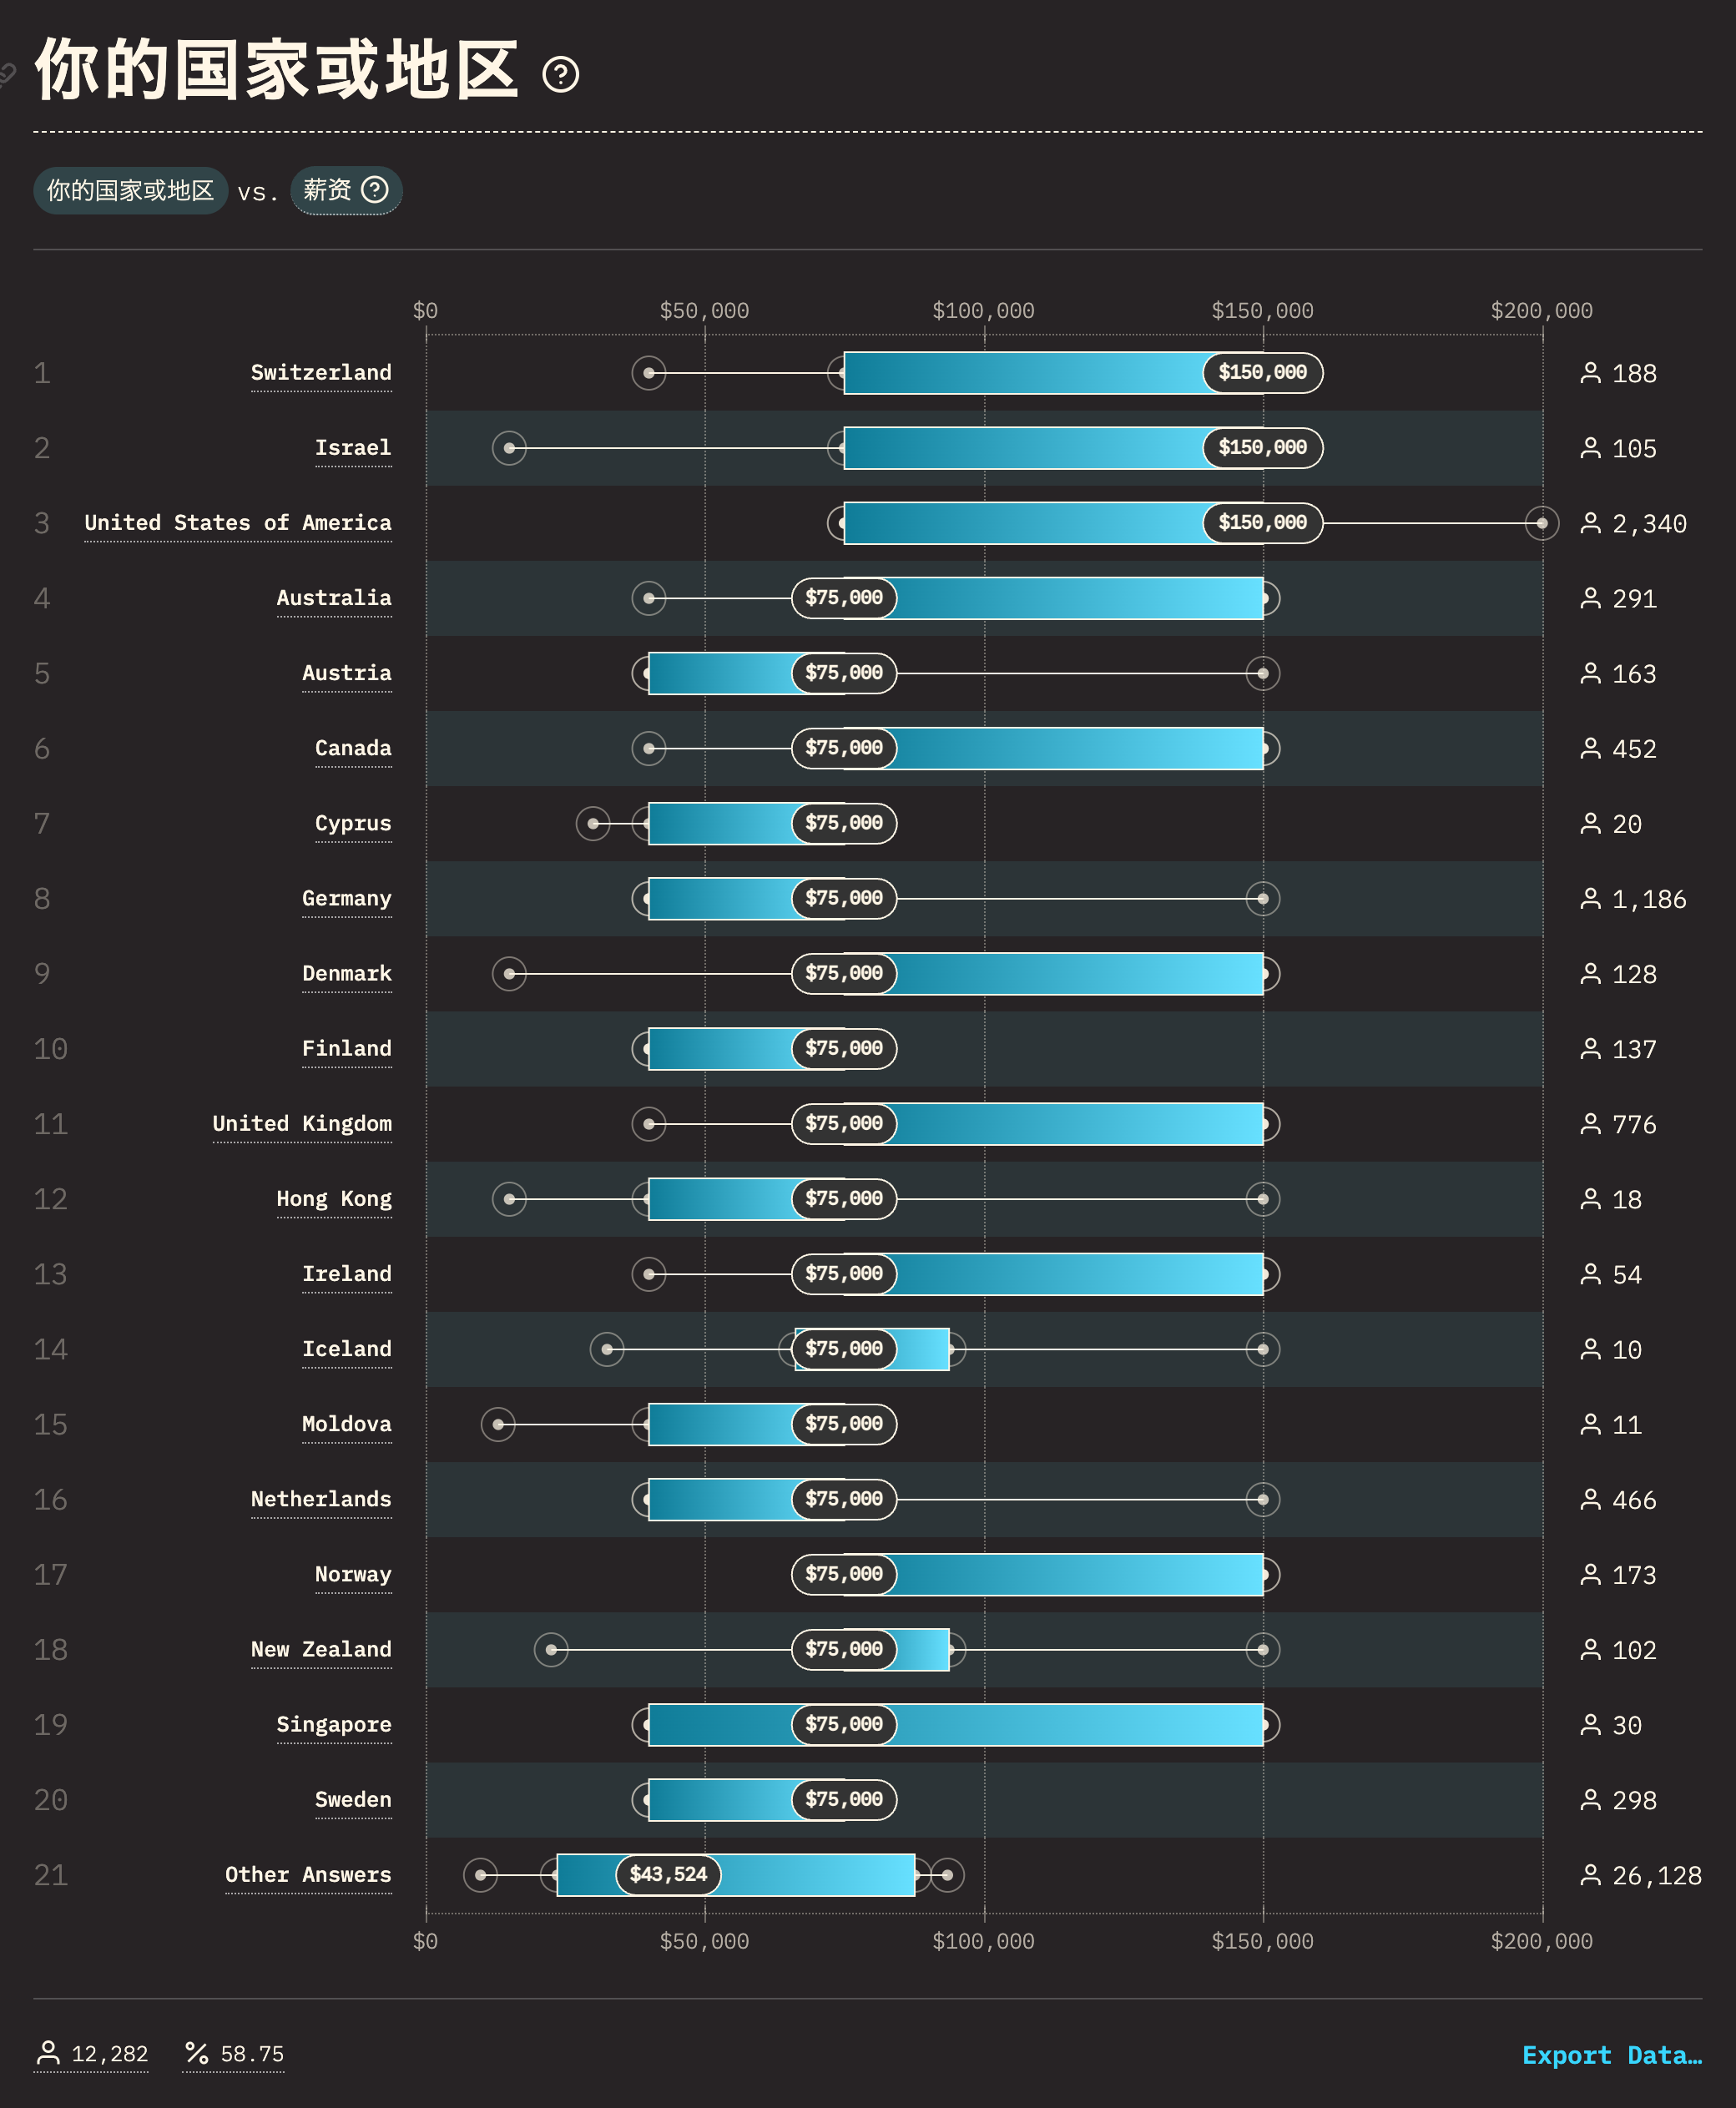 你的国家或地区
你的国家或地区 vs. 薪资
$0 $50,000 $100,000 $150,000 $200,000
1 Switzerland $150,000 188
2 Israel $150,000 105
3 United States of America $150,000 2,340
4 Australia $75,000 291
5 Austria $75,000 163
6 Canada $75,000 452
7 Cyprus $75,000 20
8 Germany $75,000 1,186
9 Denmark $75,000 128
10 Finland $75,000 137
11 United Kingdom $75,000 776
12 Hong Kong $75,000 18
13 Ireland $75,000 54
14 Iceland $75,000 10
15 Moldova $75,000 11
16 Netherlands $75,000 466
17 Norway $75,000 173
18 New Zealand $75,000 102
19 Singapore $75,000 30
20 Sweden $75,000 298
21 Other Answers $43,524 26,128
$0 $50,000 $100,000 $150,000 $200,000
12,282 % 58.75 Export Data…